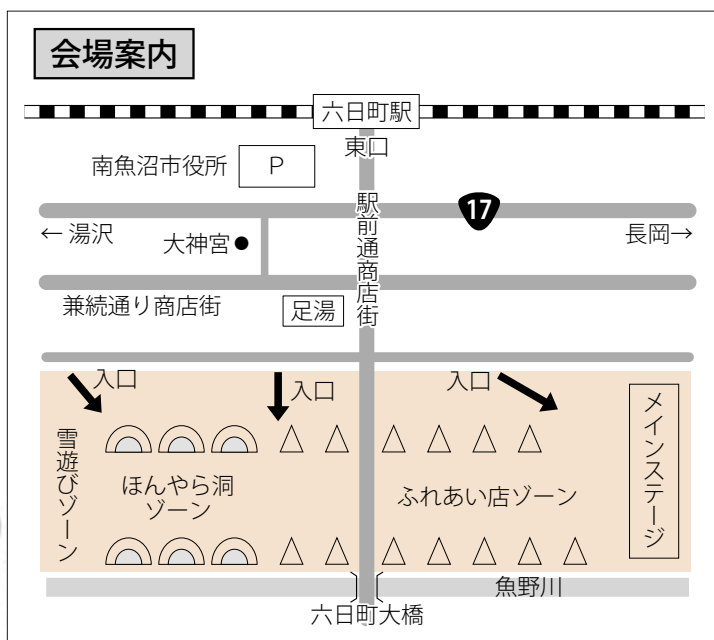 会場案内
六日町駅
東口
南魚沼市役所
P
駅前通商店街
17
← 湯沢
大神宮
長岡→
兼続通り商店街
足湯
入口
入口
入口
雪遊びゾーン
ほんやら洞
ゾーン
ふれあい店ゾーン
メインステージ
魚野川
六日町大橋